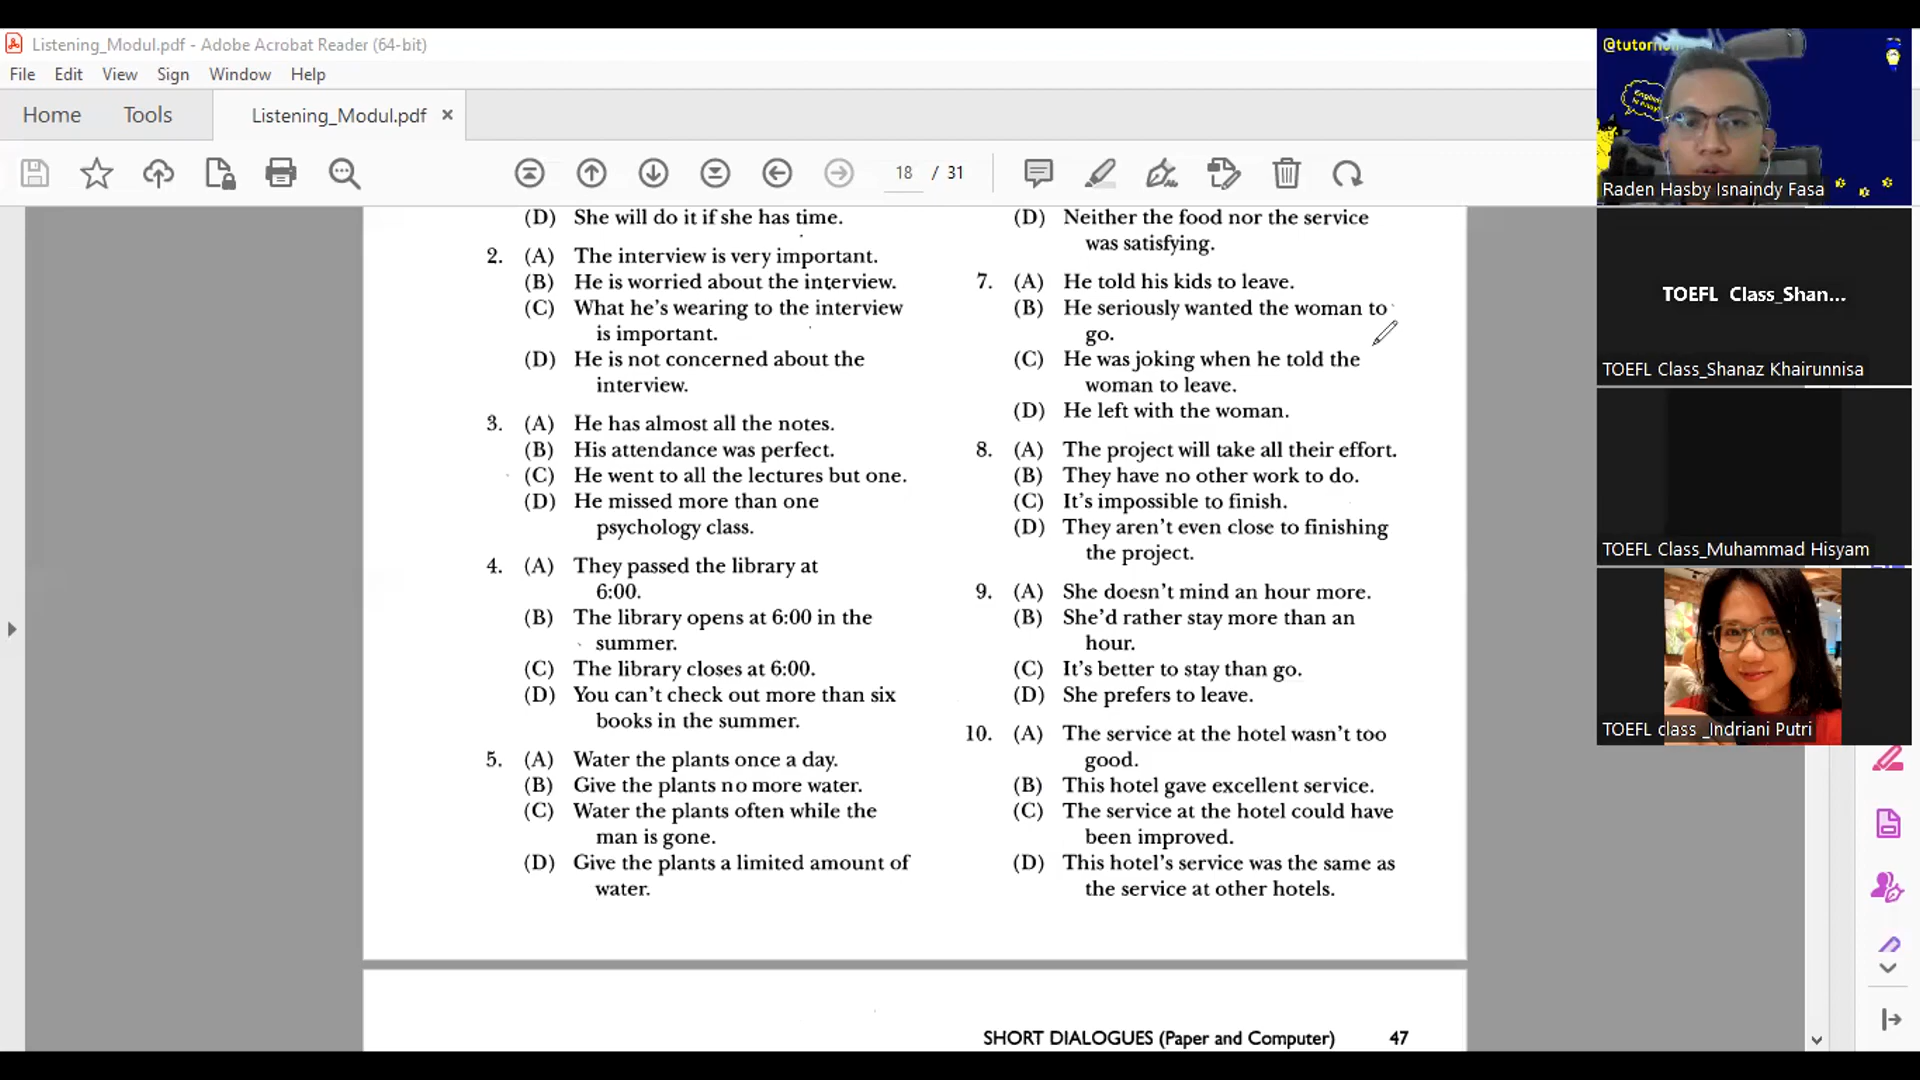 Listening_Modul.pdf - Adobe Acrobat Reader (64-bit)
File Edit View Sign Window Help
Home Tools Listening_Modul.pdf ×
18 / 31
(D) She will do it if she has time.
2. (A) The interview is very important.
(B) He is worried about the interview.
(C) What he's wearing to the interview
is important.
(D) He is not concerned about the
interview.
3. (A) He has almost all the notes.
(B) His attendance was perfect.
(C) He went to all the lectures but one.
(D) He missed more than one
psychology class.
4. (A) They passed the library at
6:00.
(B) The library opens at 6:00 in the
summer.
(C) The library closes at 6:00.
(D) You can't check out more than six
books in the summer.
5. (A) Water the plants once a day.
(B) Give the plants no more water.
(C) Water the plants often while the
man is gone.
(D) Give the plants a limited amount of
water.
(D) Neither the food nor the service
was satisfying.
7. (A) He told his kids to leave.
(B) He seriously wanted the woman to
go.
(C) He was joking when he told the
woman to leave.
(D) He left with the woman.
8. (A) The project will take all their effort.
(B) They have no other work to do.
(C) It's impossible to finish.
(D) They aren't even close to finishing
the project.
9. (A) She doesn't mind an hour more.
(B) She'd rather stay more than an
hour.
(C) It's better to stay than go.
(D) She prefers to leave.
10. (A) The service at the hotel wasn't too
good.
(B) This hotel gave excellent service.
(C) The service at the hotel could have
been improved.
(D) This hotel's service was the same as
the service at other hotels.
SHORT DIALOGUES (Paper and Computer) 47
Raden Hasby Isnaindy Fasa
TOEFL Class_Shan...
TOEFL Class_Shanaz Khairunnisa
TOEFL Class_Muhammad Hisyam
TOEFL class _Indriani Putri